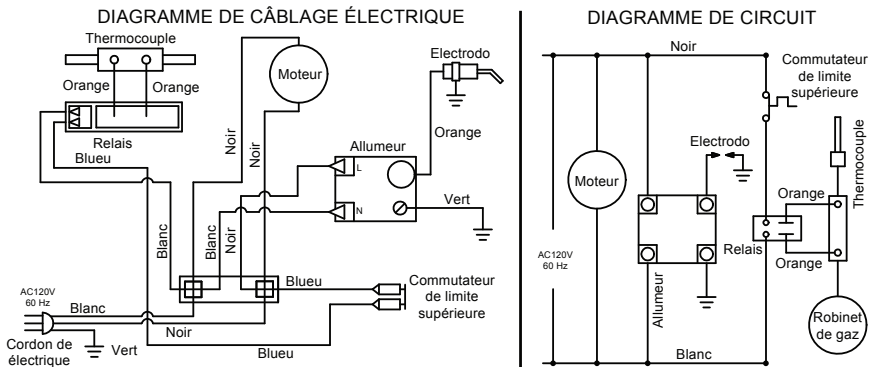 DIAGRAMME DE CÂBLAGE ÉLECTRIQUE
Thermocouple
Orange
Orange
Relais
Blueu
Moteur
Noir
Noir
Electrodo
Orange
Allumeur
L
N
Vert
Blanc
Blanc
Noir
Blueu
Commutateur
de limite
supérieure
AC120V
60 Hz
Blanc
Noir
Cordon de
électrique
Vert
Blueu
DIAGRAMME DE CIRCUIT
Noir
Commutateur
de limite
supérieure
Electrodo
Moteur
Thermocouple
Orange
Relais
Orange
AC120V
60 Hz
Allumeur
Robinet
de gaz
Blanc